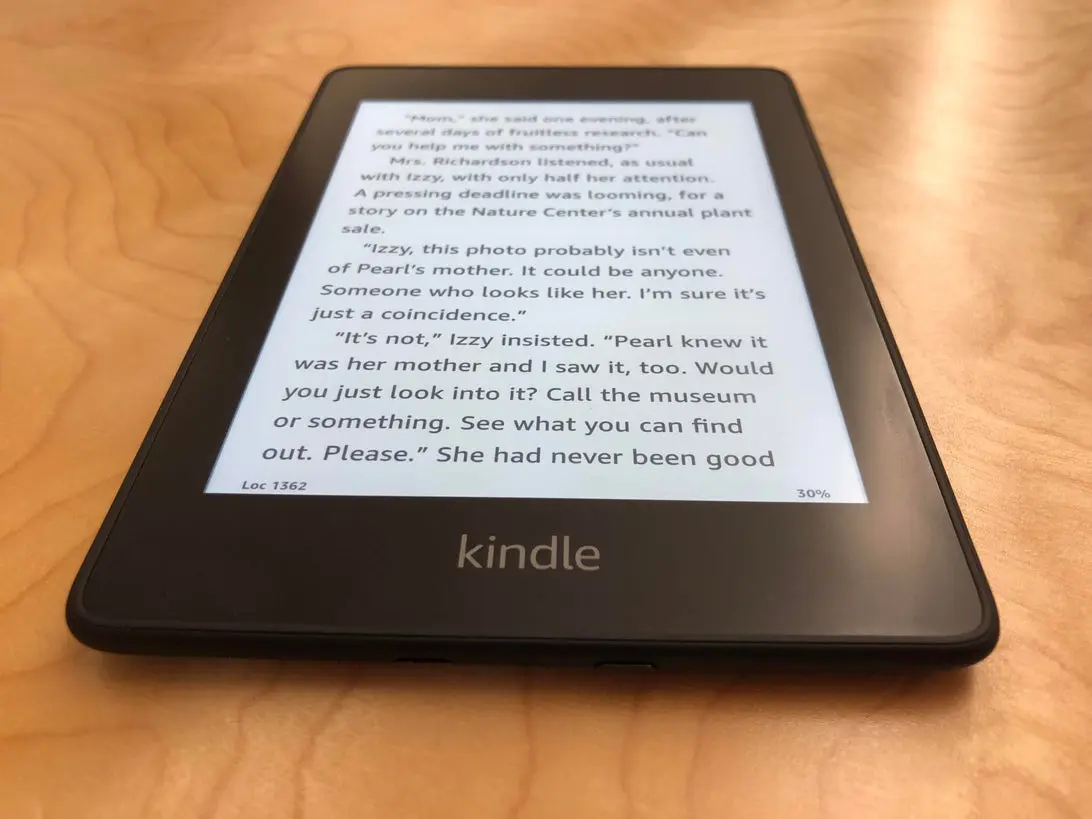 "Mom," she said one evening, after
several days of fruitless research. "Can
you help me with something?"
Mrs. Richardson listened, as usual
with Izzy, with only half her attention.
A pressing deadline was looming, for a
story on the Nature Center's annual plant
sale.
"Izzy, this photo probably isn't even
of Pearl's mother. It could be anyone.
Someone who looks like her. I'm sure it's
just a coincidence."
"It's not," Izzy insisted. "Pearl knew it
was her mother and I saw it, too. Would
you just look into it? Call the museum
or something. See what you can find
out. Please." She had never been good
Loc 1362 30%
kindle